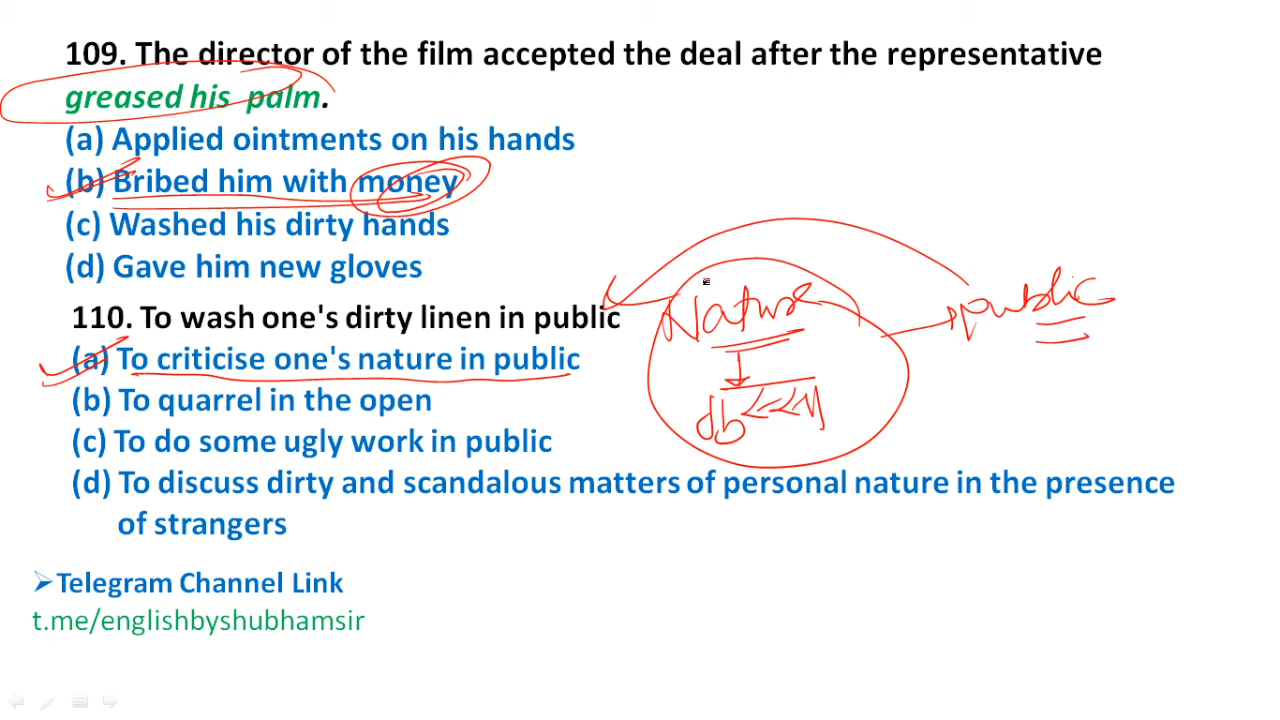 109. The director of the film accepted the deal after the representative
greased his palm.
(a) Applied ointments on his hands
(b) Bribed him with money
(c) Washed his dirty hands
(d) Gave him new gloves
110. To wash one's dirty linen in public
(a) To criticise one's nature in public
(b) To quarrel in the open
(c) To do some ugly work in public
(d) To discuss dirty and scandalous matters of personal nature in the presence
of strangers
Nature
public
➢Telegram Channel Link
t.me/englishbyshubhamsir